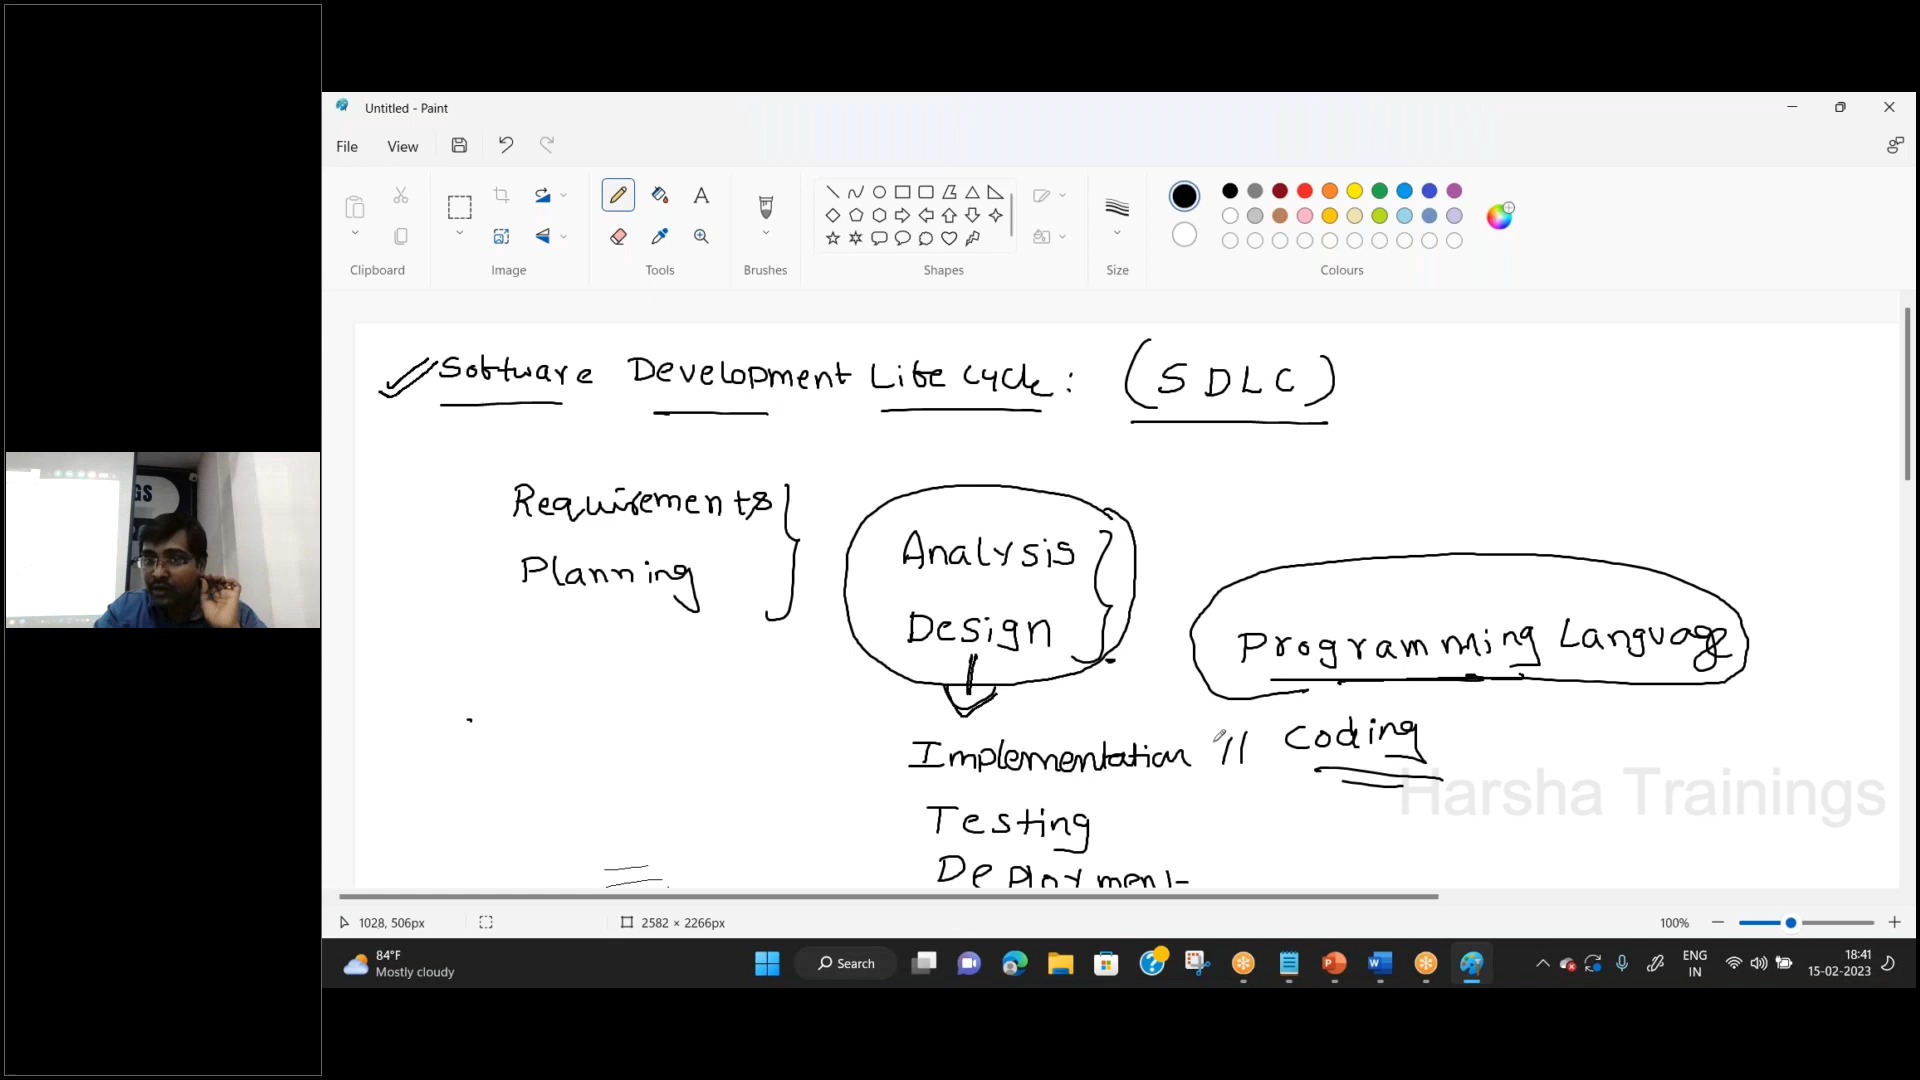 Untitled - Paint
File View
Clipboard Image Tools Brushes Shapes Size Colours
Software Development Life cycle : (SDLC)
Requirements
Planning
Analysis
Design
Programming Language
Implementation // Coding
Testing
Deployment
Harsha Trainings
GS
1028, 506px
2582 × 2266px
100%
84°F
Mostly cloudy
Search
ENG
IN
18:41
15-02-2023